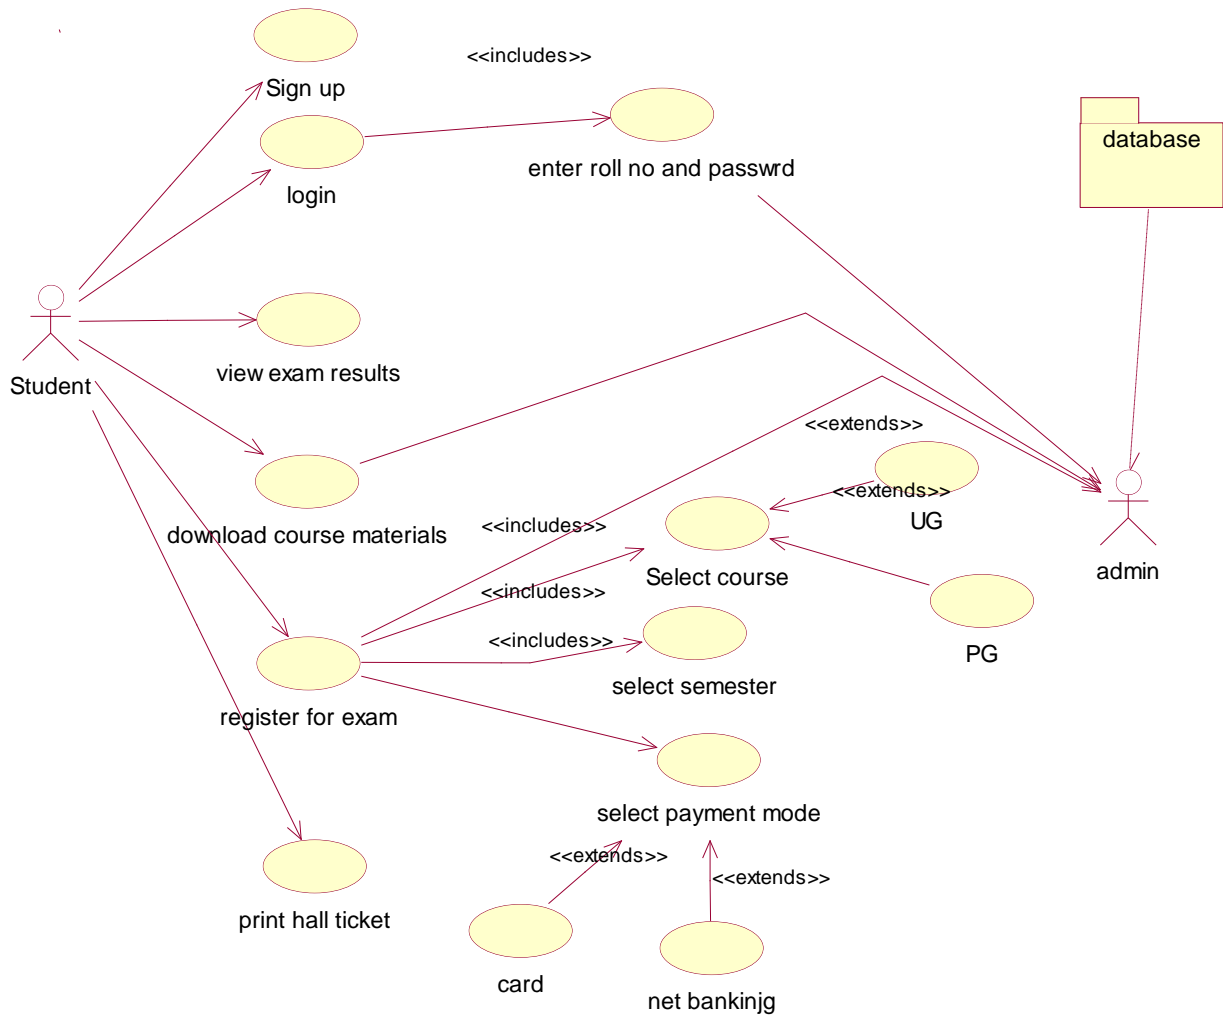 <<includes>>
Sign up
database
enter roll no and passwrd
login
view exam results
Student
<<extends>>
<<extends>>
UG
<<includes>>
download course materials
admin
Select course
<<includes>>
<<includes>>
PG
select semester
register for exam
select payment mode
<<extends>>
<<extends>>
print hall ticket
card
net bankinjg